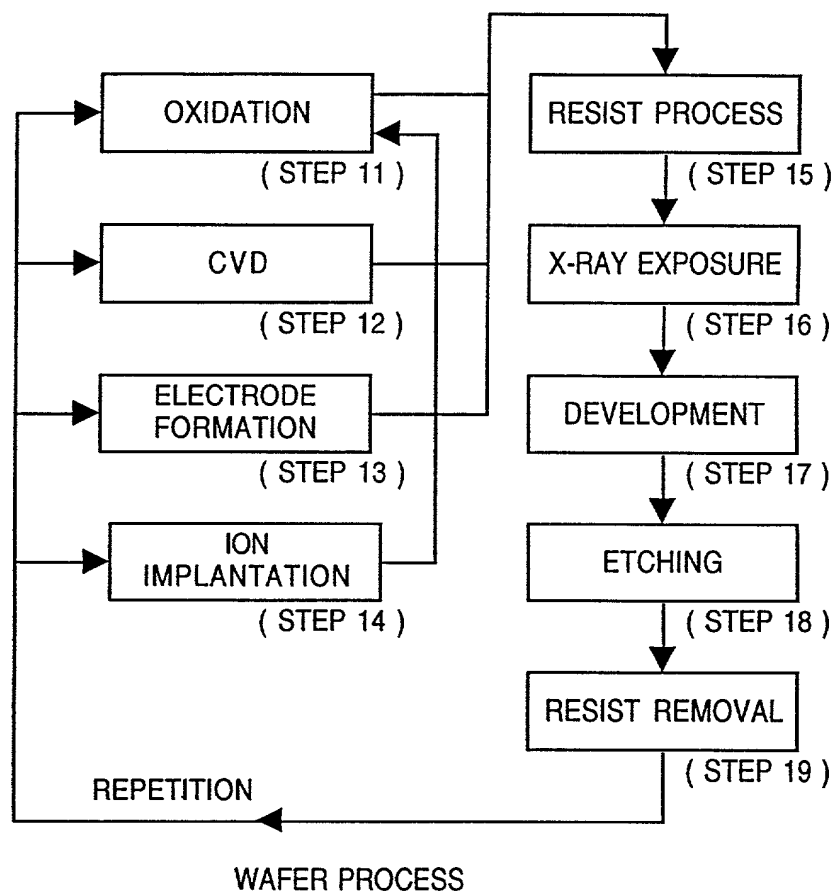 OXIDATION
( STEP 11 )
CVD
( STEP 12 )
ELECTRODE
FORMATION
( STEP 13 )
ION
IMPLANTATION
( STEP 14 )
RESIST PROCESS
( STEP 15 )
X-RAY EXPOSURE
( STEP 16 )
DEVELOPMENT
( STEP 17 )
ETCHING
( STEP 18 )
RESIST REMOVAL
( STEP 19 )
REPETITION
WAFER PROCESS